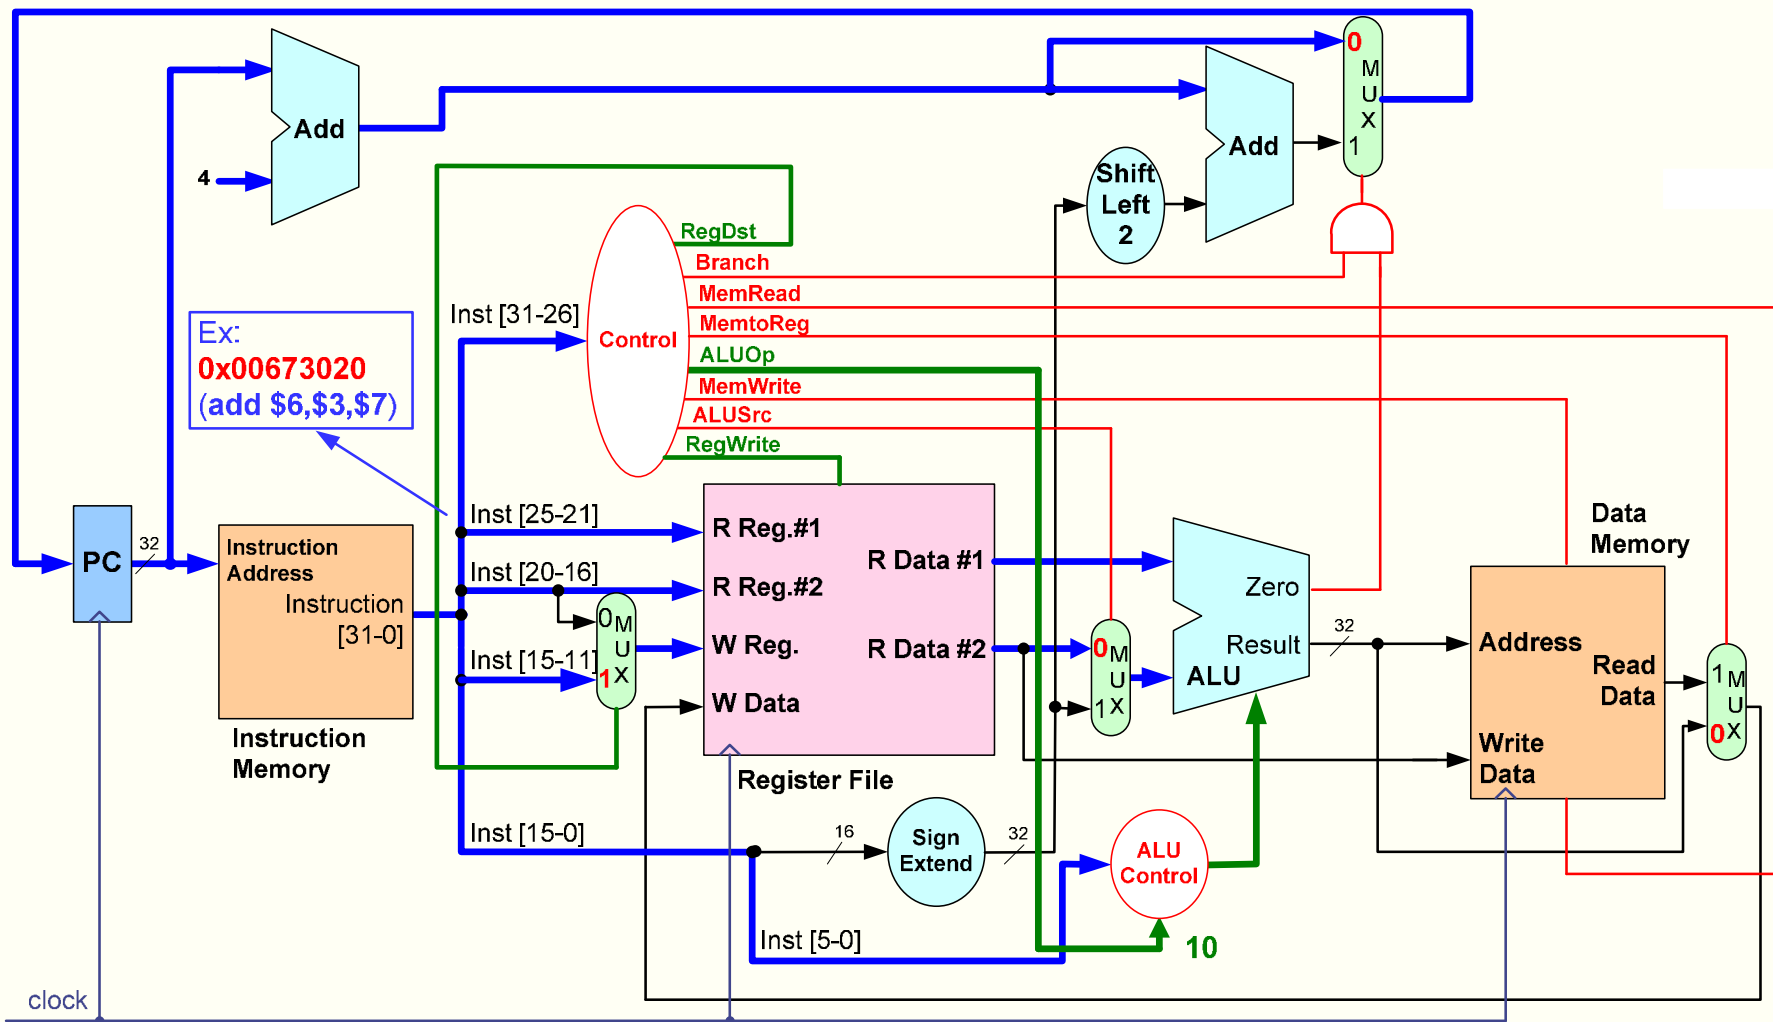 0
M
U
X
1
Add
4
Add
Shift
Left
2
RegDst
Branch
MemRead
MemtoReg
ALUOp
MemWrite
ALUSrc
RegWrite
Inst [31-26]
Control
Ex:
0x00673020
(add $6,$3,$7)
PC
32
Instruction
Address
Instruction
[31-0]
Instruction
Memory
Inst [25-21]
Inst [20-16]
Inst [15-11]
0
M
U
1 X
R Reg.#1
R Reg.#2
W Reg.
W Data
R Data #1
R Data #2
Register File
0
M
U
1 X
Zero
Result
ALU
32
Data
Memory
Address
Read
Data
Write
Data
1
M
U
0 X
Inst [15-0]
16
Sign
Extend
32
ALU
Control
Inst [5-0]
10
clock